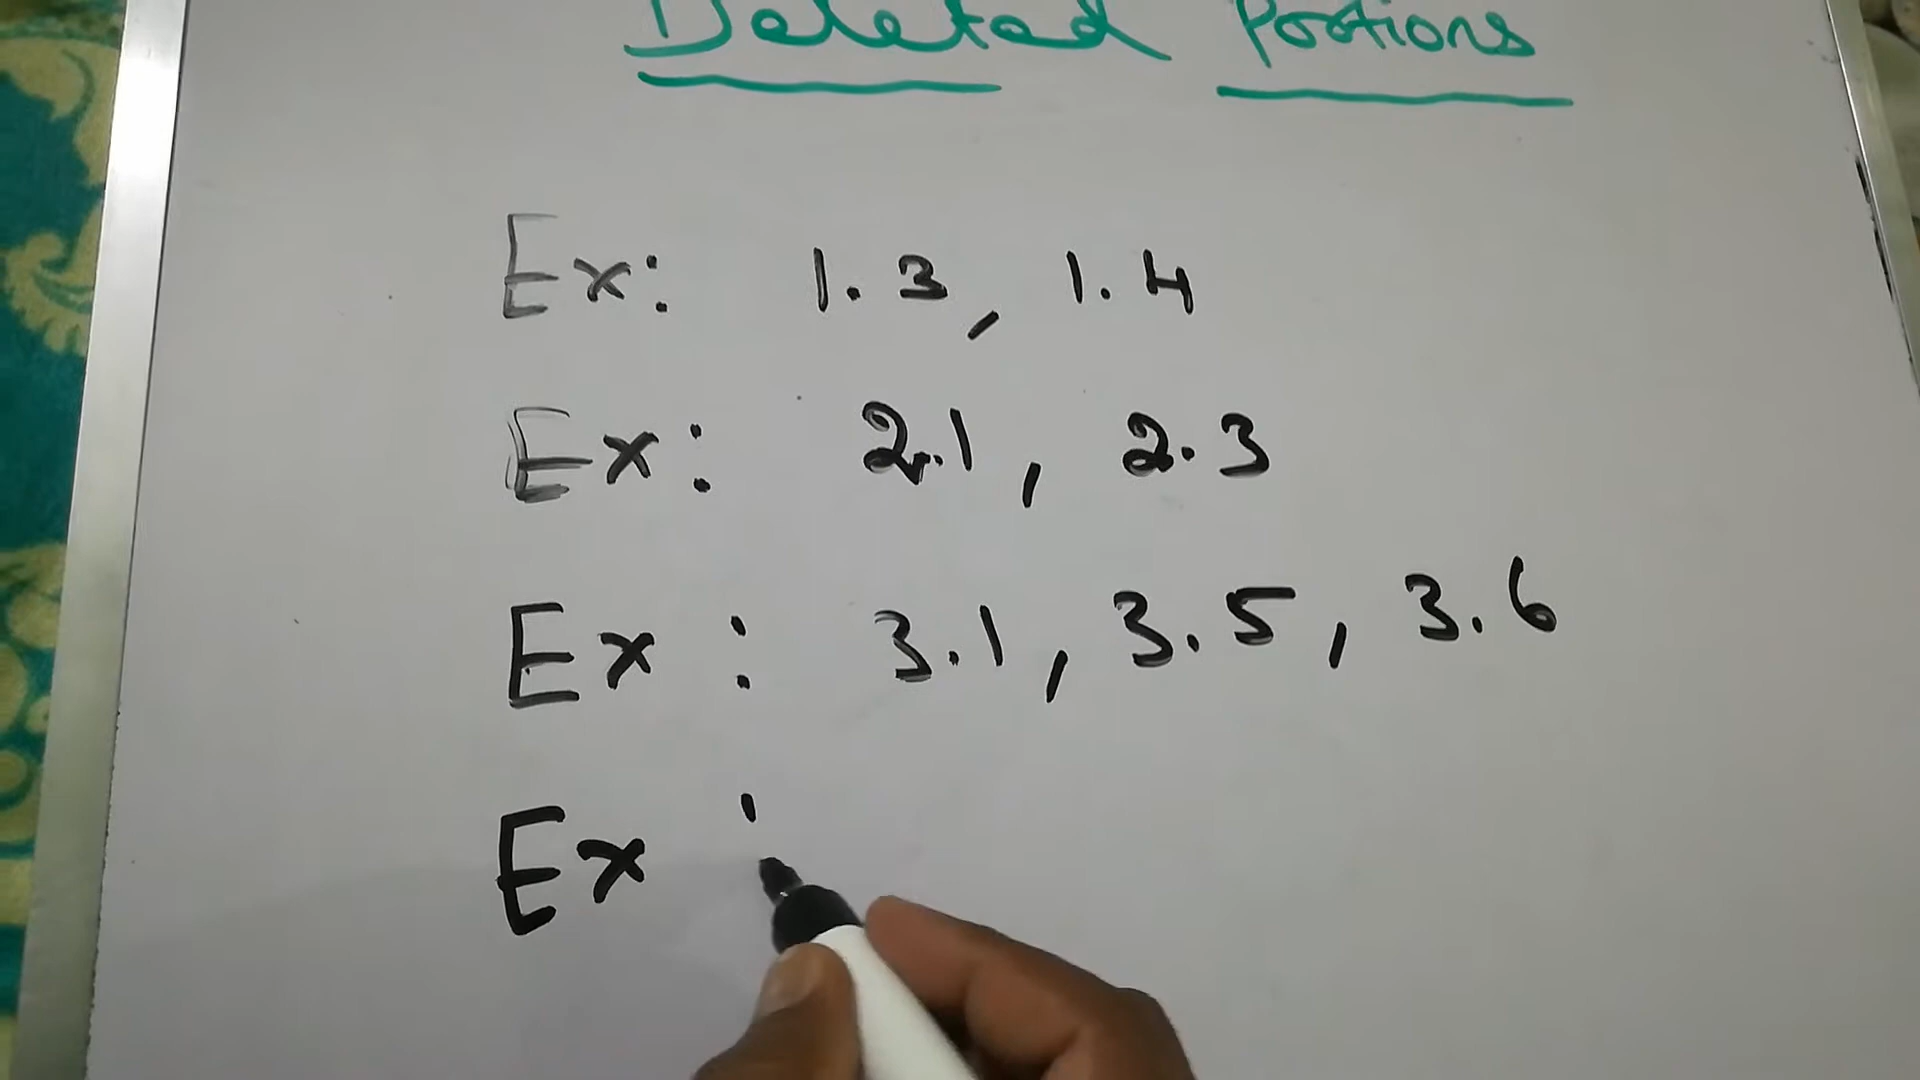 Deleted Portions
Ex: 1.3, 1.4
Ex: 2.1, 2.3
Ex : 3.1, 3.5, 3.6
Ex :